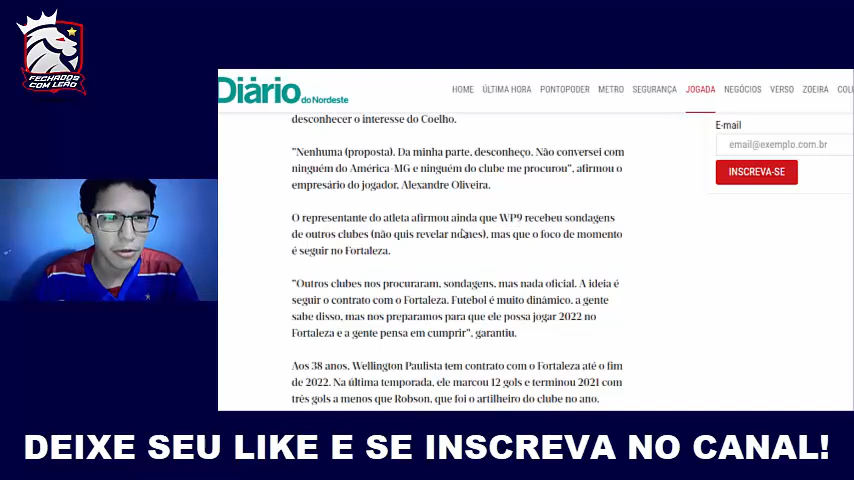 FECHADOS
COM LEÃO
Diário
do Nordeste
HOME ÚLTIMA HORA PONTOPODER METRO SEGURANÇA JOGADA NEGÓCIOS VERSO ZOEIRA COLU
desconhecer o interesse do Coelho.
"Nenhuma (proposta). Da minha parte, desconheço. Não conversei com
ninguém do América-MG e ninguém do clube me procurou", afirmou o
empresário do jogador, Alexandre Oliveira.
O representante do atleta afirmou ainda que WP9 recebeu sondagens
de outros clubes (não quis revelar nomes), mas que o foco de momento
é seguir no Fortaleza.
"Outros clubes nos procuraram, sondagens, mas nada oficial. A ideia é
seguir o contrato com o Fortaleza. Futebol é muito dinâmico, a gente
sabe disso, mas nos preparamos para que ele possa jogar 2022 no
Fortaleza e a gente pensa em cumprir", garantiu.
Aos 38 anos, Wellington Paulista tem contrato com o Fortaleza até o fim
de 2022. Na última temporada, ele marcou 12 gols e terminou 2021 com
três gols a menos que Robson, que foi o artilheiro do clube no ano.
E-mail
email@exemplo.com.br
INSCREVA-SE
DEIXE SEU LIKE E SE INSCREVA NO CANAL!